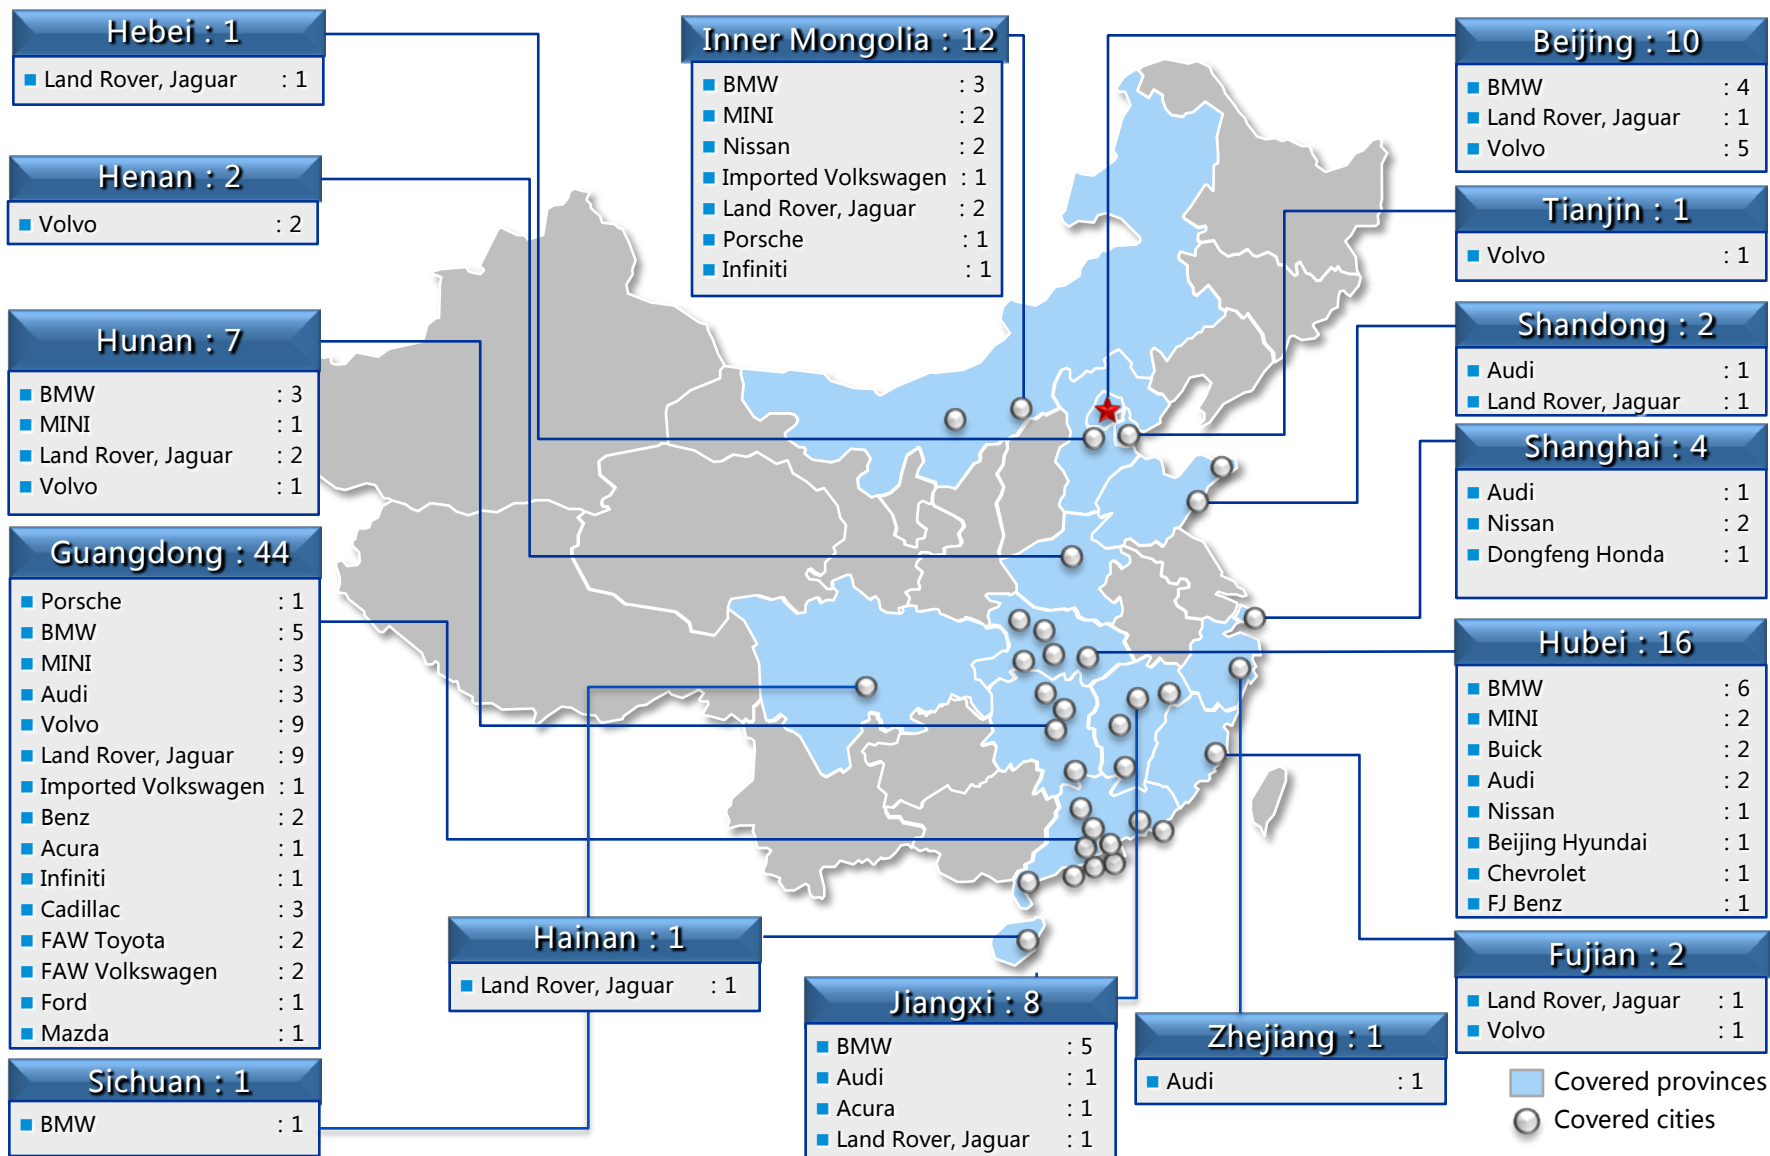 Hebei : 1
Land Rover, Jaguar : 1
Henan : 2
Volvo : 2
Hunan : 7
BMW : 3
MINI : 1
Land Rover, Jaguar : 2
Volvo : 1
Guangdong : 44
Porsche : 1
BMW : 5
MINI : 3
Audi : 3
Volvo : 9
Land Rover, Jaguar : 9
Imported Volkswagen : 1
Benz : 2
Acura : 1
Infiniti : 1
Cadillac : 3
FAW Toyota : 2
FAW Volkswagen : 2
Ford : 1
Mazda : 1
Sichuan : 1
BMW : 1
Inner Mongolia : 12
BMW : 3
MINI : 2
Nissan : 2
Imported Volkswagen : 1
Land Rover, Jaguar : 2
Porsche : 1
Infiniti : 1
Hainan : 1
Land Rover, Jaguar : 1
Jiangxi : 8
BMW : 5
Audi : 1
Acura : 1
Land Rover, Jaguar : 1
Zhejiang : 1
Audi : 1
Beijing : 10
BMW : 4
Land Rover, Jaguar : 1
Volvo : 5
Tianjin : 1
Volvo : 1
Shandong : 2
Audi : 1
Land Rover, Jaguar : 1
Shanghai : 4
Audi : 1
Nissan : 2
Dongfeng Honda : 1
Hubei : 16
BMW : 6
MINI : 2
Buick : 2
Audi : 2
Nissan : 1
Beijing Hyundai : 1
Chevrolet : 1
FJ Benz : 1
Fujian : 2
Land Rover, Jaguar : 1
Volvo : 1
Covered provinces
Covered cities